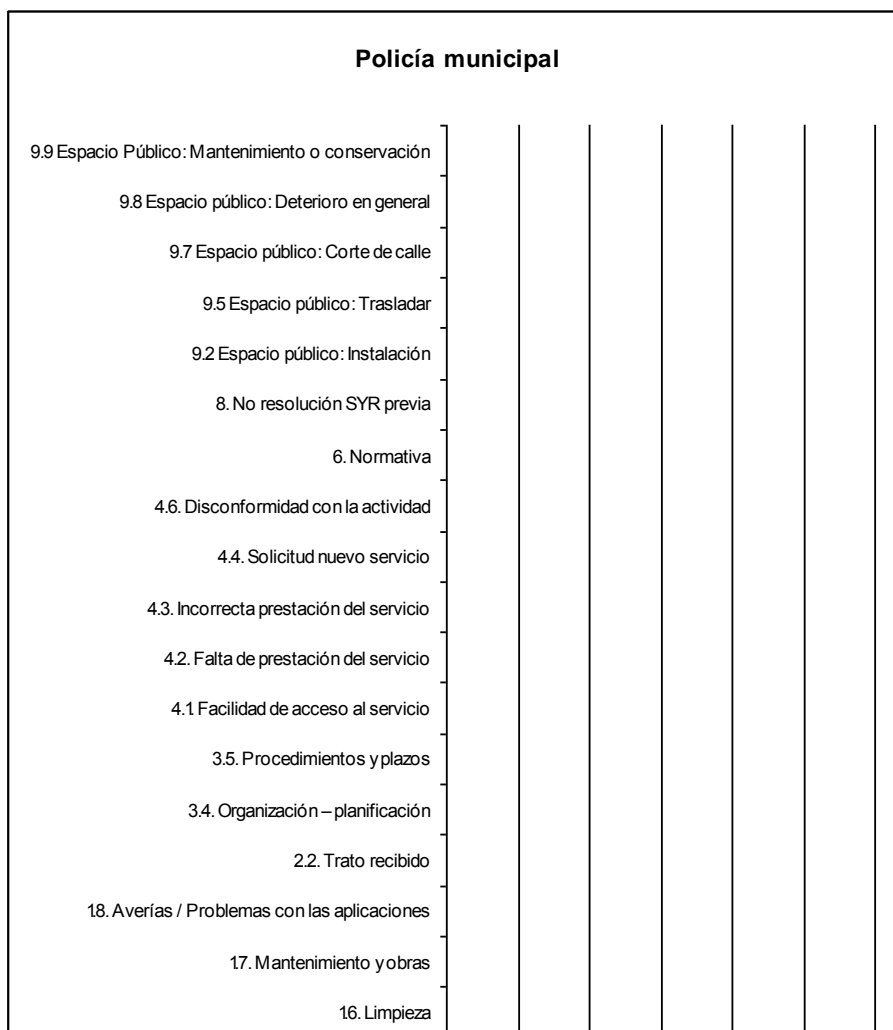 Policía municipal
9.9 Espacio Público: Mantenimiento o conservación
9.8 Espacio público: Deterioro en general
9.7 Espacio público: Corte de calle
9.5 Espacio público: Trasladar
9.2 Espacio público: Instalación
8. No resolución SYR previa
6. Normativa
4.6. Disconformidad con la actividad
4.4. Solicitud nuevo servicio
4.3. Incorrecta prestación del servicio
4.2. Falta de prestación del servicio
4.1. Facilidad de acceso al servicio
3.5. Procedimientos y plazos
3.4. Organización – planificación
2.2. Trato recibido
1.8. Averías / Problemas con las aplicaciones
1.7. Mantenimiento y obras
1.6. Limpieza